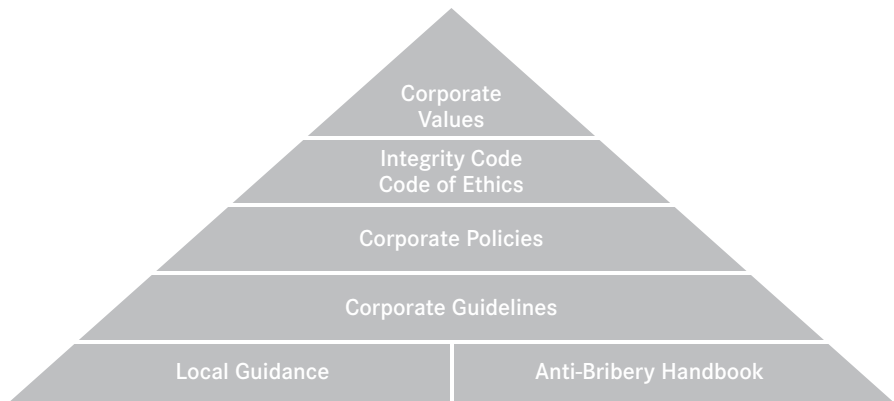 Corporate
Values
Integrity Code
Code of Ethics
Corporate Policies
Corporate Guidelines
Local Guidance
Anti-Bribery Handbook